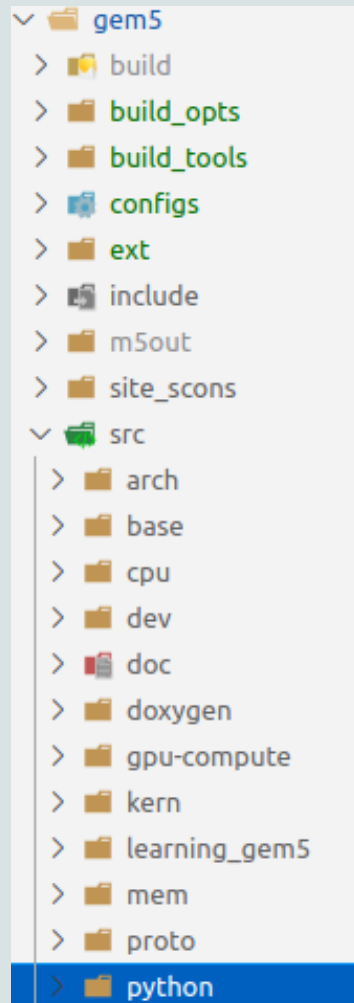 gem5
build
build_opts
build_tools
configs
ext
include
m5out
site_scons
src
arch
base
cpu
dev
doc
doxygen
gpu-compute
kern
learning_gem5
mem
proto
python